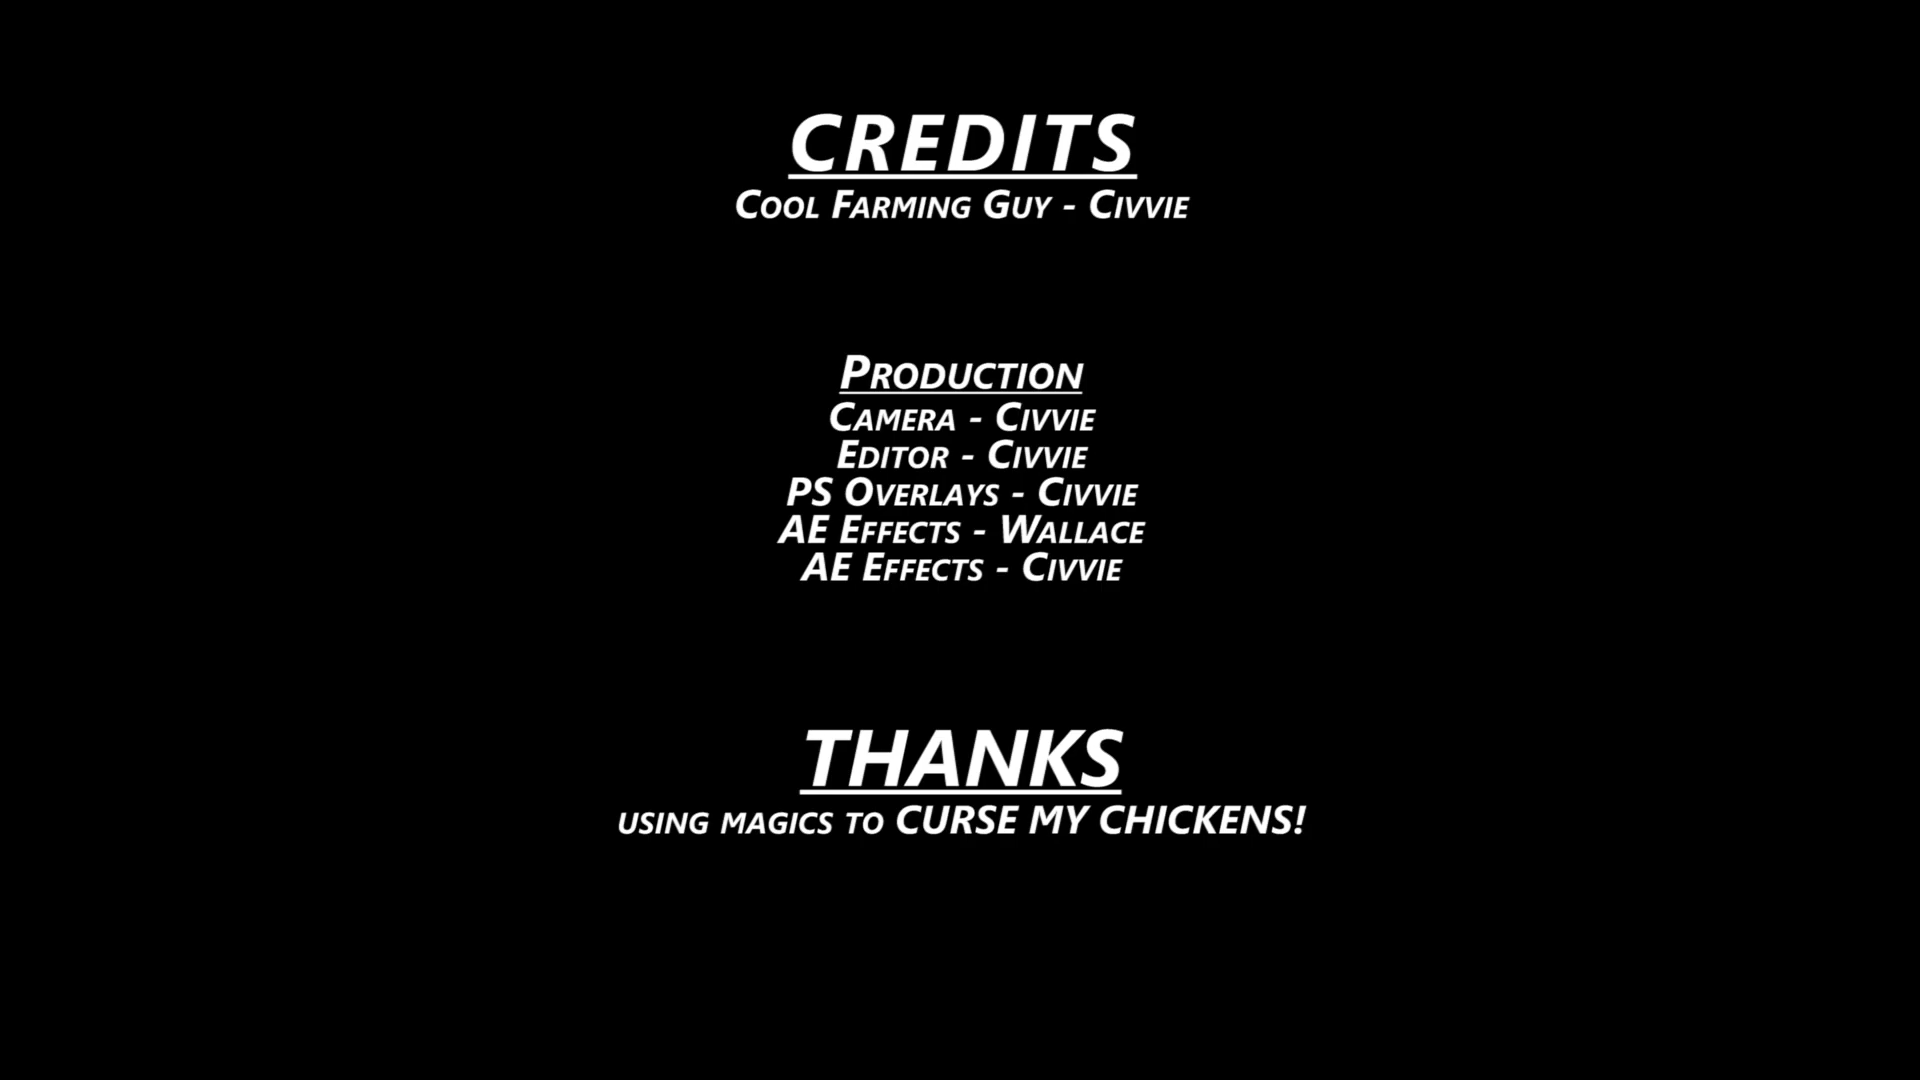 CREDITS
Cool Farming Guy - Civvie
Production
Camera - Civvie
Editor - Civvie
PS Overlays - Civvie
AE Effects - Wallace
AE Effects - Civvie
THANKS
using magics to CURSE MY CHICKENS!